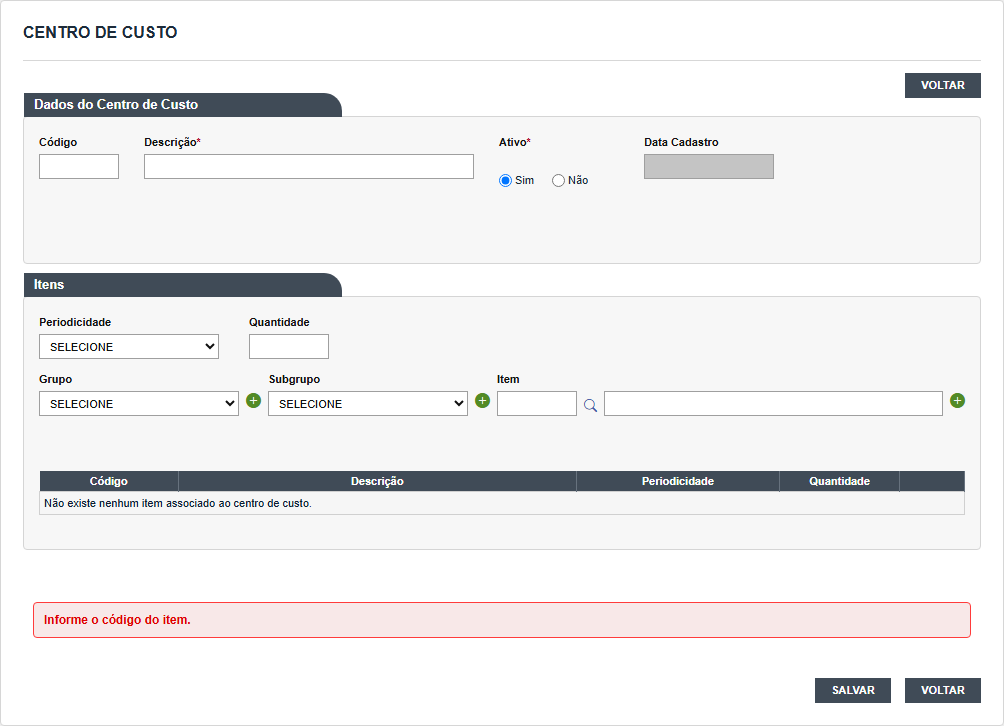 CENTRO DE CUSTO
VOLTAR
Dados do Centro de Custo
Código Descrição* Ativo* Data Cadastro
Sim Não
Itens
Periodicidade Quantidade
SELECIONE
Grupo Subgrupo Item
SELECIONE SELECIONE
Código Descrição Periodicidade Quantidade
Não existe nenhum item associado ao centro de custo.
Informe o código do item.
SALVAR VOLTAR